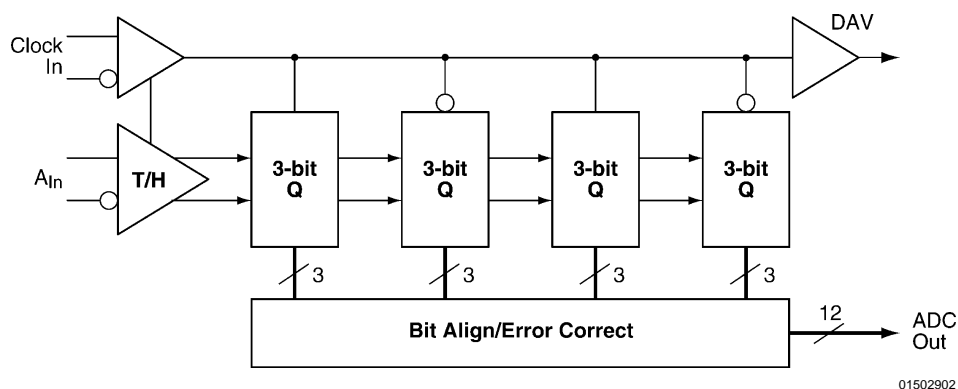 DAV
Clock
In
AIn
T/H
3-bit
Q
3-bit
Q
3-bit
Q
3-bit
Q
3
3
3
3
Bit Align/Error Correct
12
ADC
Out
01502902